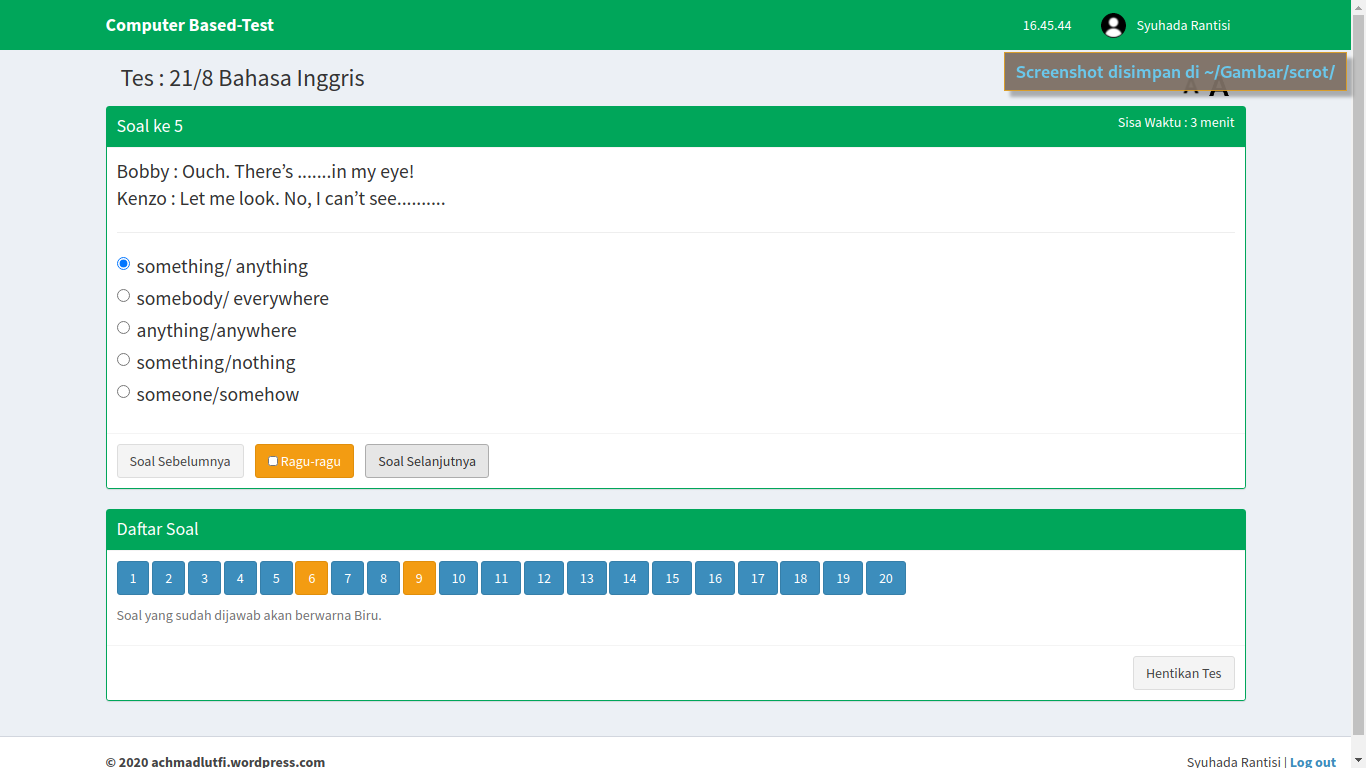 Computer Based-Test
16.45.44
Syuhada Rantisi
Tes : 21/8 Bahasa Inggris
Screenshot disimpan di ~/Gambar/scrot/
A A
Soal ke 5
Sisa Waktu : 3 menit
Bobby : Ouch. There’s .......in my eye!
Kenzo : Let me look. No, I can’t see..........
something/ anything
somebody/ everywhere
anything/anywhere
something/nothing
someone/somehow
Soal Sebelumnya
Ragu-ragu
Soal Selanjutnya
Daftar Soal
1 2 3 4 5 6 7 8 9 10 11 12 13 14 15 16 17 18 19 20
Soal yang sudah dijawab akan berwarna Biru.
Hentikan Tes
© 2020 achmadlutfi.wordpress.com
Syuhada Rantisi | Log out